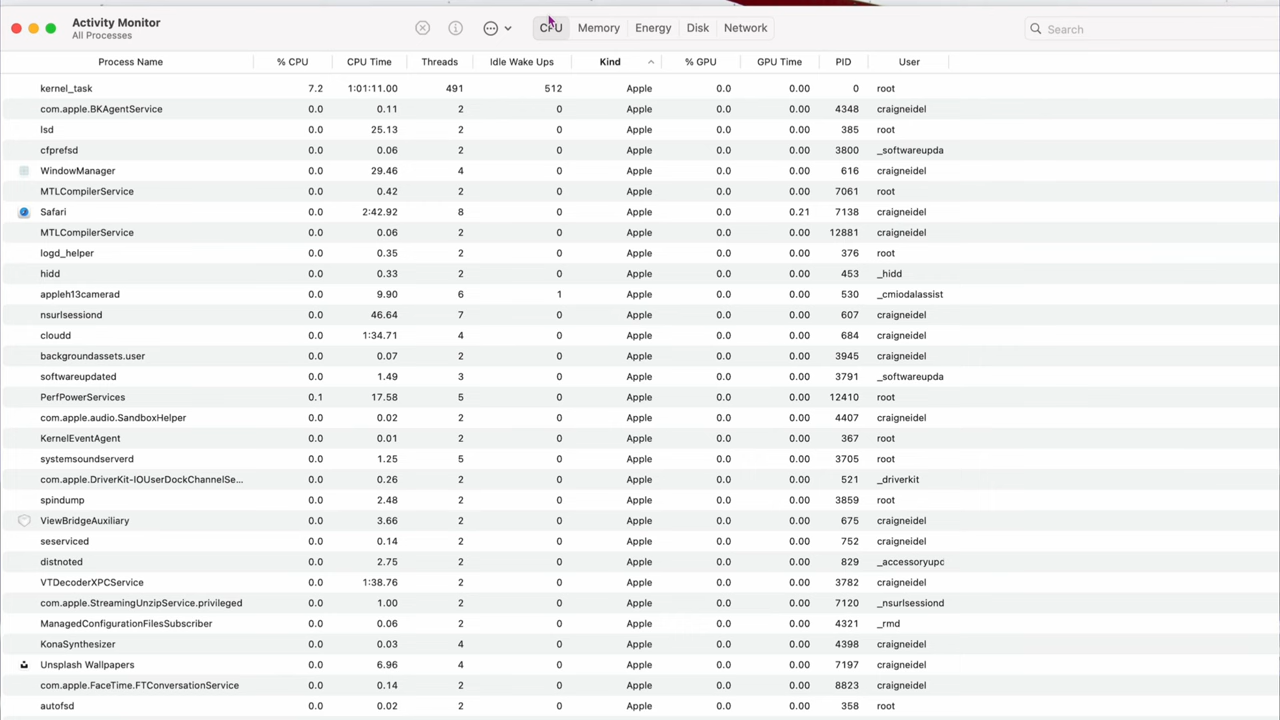 Activity Monitor
All Processes
CPU Memory Energy Disk Network
Search
Process Name % CPU CPU Time Threads Idle Wake Ups Kind % GPU GPU Time PID User
kernel_task 7.2 1:01:11.00 491 512 Apple 0.0 0.00 0 root
com.apple.BKAgentService 0.0 0.11 2 0 Apple 0.0 0.00 4348 craigneidel
lsd 0.0 25.13 2 0 Apple 0.0 0.00 385 root
cfprefsd 0.0 0.06 2 0 Apple 0.0 0.00 3800 _softwareupda
WindowManager 0.0 29.46 4 0 Apple 0.0 0.00 616 craigneidel
MTLCompilerService 0.0 0.42 2 0 Apple 0.0 0.00 7061 root
Safari 0.0 2:42.92 8 0 Apple 0.0 0.21 7138 craigneidel
MTLCompilerService 0.0 0.06 2 0 Apple 0.0 0.00 12881 craigneidel
logd_helper 0.0 0.35 2 0 Apple 0.0 0.00 376 root
hidd 0.0 0.33 2 0 Apple 0.0 0.00 453 _hidd
appleh13camerad 0.0 9.90 6 1 Apple 0.0 0.00 530 _cmiodalassist
nsurlsessiond 0.0 46.64 7 0 Apple 0.0 0.00 607 craigneidel
cloudd 0.0 1:34.71 4 0 Apple 0.0 0.00 684 craigneidel
backgroundassets.user 0.0 0.07 2 0 Apple 0.0 0.00 3945 craigneidel
softwareupdated 0.0 1.49 3 0 Apple 0.0 0.00 3791 _softwareupda
PerfPowerServices 0.1 17.58 5 0 Apple 0.0 0.00 12410 root
com.apple.audio.SandboxHelper 0.0 0.02 2 0 Apple 0.0 0.00 4407 craigneidel
KernelEventAgent 0.0 0.01 2 0 Apple 0.0 0.00 367 root
systemsoundserverd 0.0 1.25 5 0 Apple 0.0 0.00 3705 root
com.apple.DriverKit-IOUserDockChannelSe... 0.0 0.26 2 0 Apple 0.0 0.00 521 _driverkit
spindump 0.0 2.48 2 0 Apple 0.0 0.00 3859 root
ViewBridgeAuxiliary 0.0 3.66 2 0 Apple 0.0 0.00 675 craigneidel
seserviced 0.0 0.14 2 0 Apple 0.0 0.00 752 craigneidel
distnoted 0.0 2.75 2 0 Apple 0.0 0.00 829 _accessoryupd
VTDecoderXPCService 0.0 1:38.76 2 0 Apple 0.0 0.00 3782 craigneidel
com.apple.StreamingUnzipService.privileged 0.0 1.00 2 0 Apple 0.0 0.00 7120 _nsurlsessiond
ManagedConfigurationFilesSubscriber 0.0 0.06 2 0 Apple 0.0 0.00 4321 _rmd
KonaSynthesizer 0.0 0.03 4 0 Apple 0.0 0.00 4398 craigneidel
Unsplash Wallpapers 0.0 6.96 4 0 Apple 0.0 0.00 7197 craigneidel
com.apple.FaceTime.FTConversationService 0.0 0.14 2 0 Apple 0.0 0.00 8823 craigneidel
autofsd 0.0 0.02 2 0 Apple 0.0 0.00 358 root